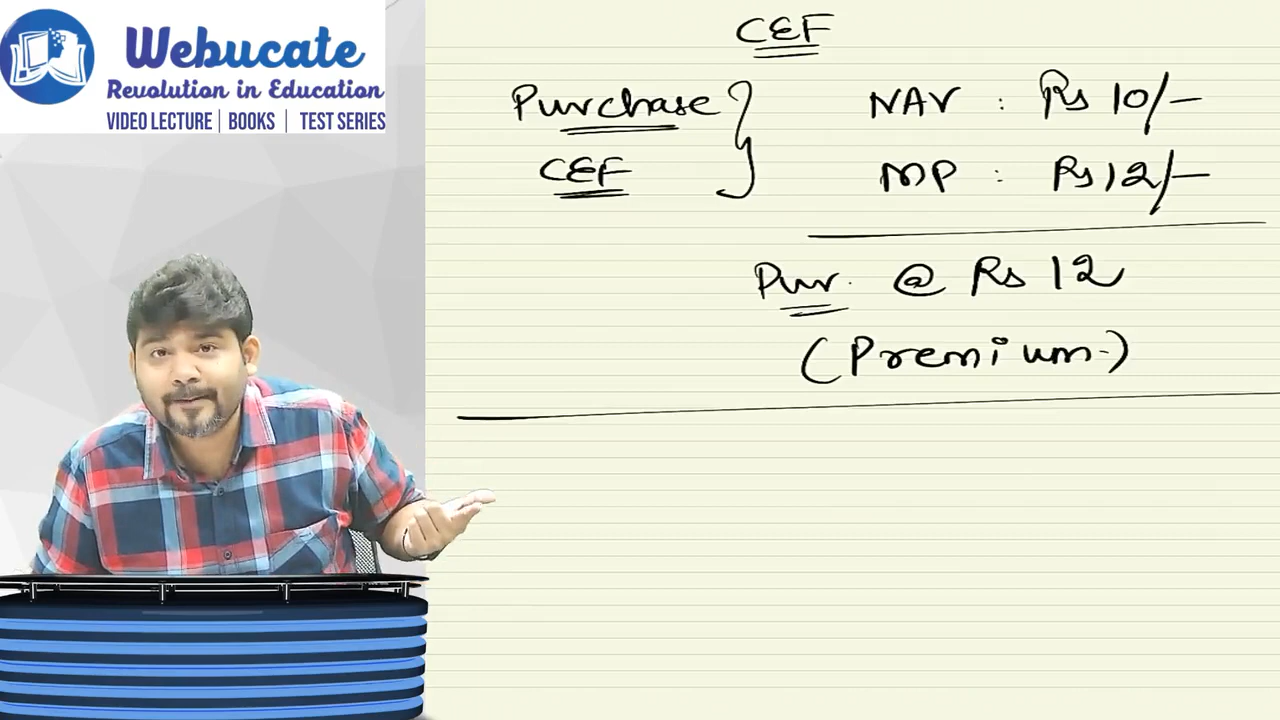 Webucate
Revolution in Education
VIDEO LECTURE | BOOKS | TEST SERIES
CEF
Purchase
CEF
NAV : Rs 10/-
MP : Rs 12/-
Pur. @ Rs 12
(Premium.)